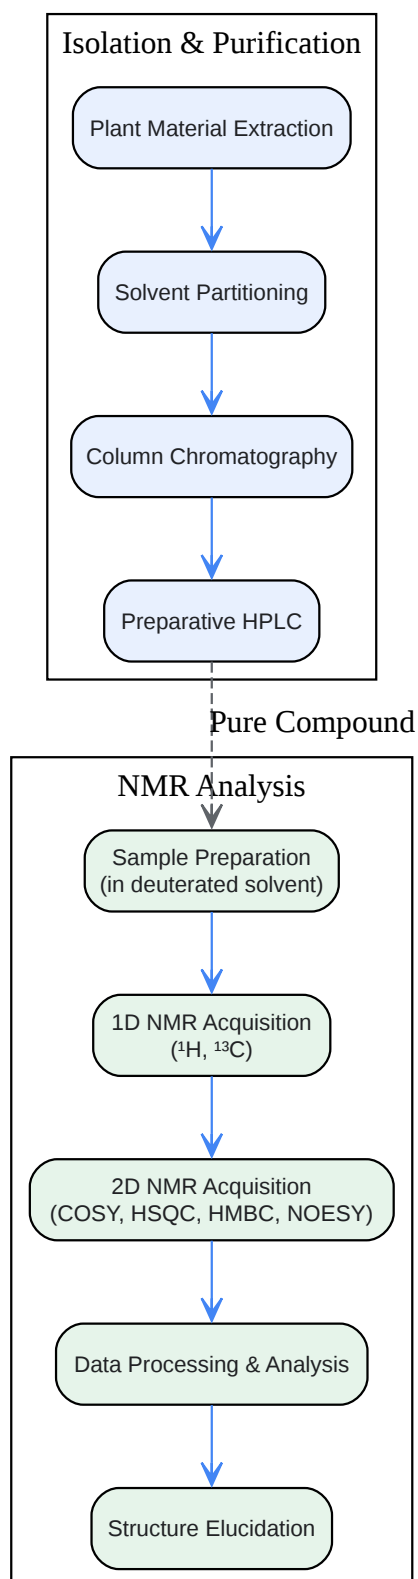 Isolation & Purification
Plant Material Extraction
Solvent Partitioning
Column Chromatography
Preparative HPLC
Pure Compound
NMR Analysis
Sample Preparation
(in deuterated solvent)
1D NMR Acquisition
(¹H, ¹³C)
2D NMR Acquisition
(COSY, HSQC, HMBC, NOESY)
Data Processing & Analysis
Structure Elucidation